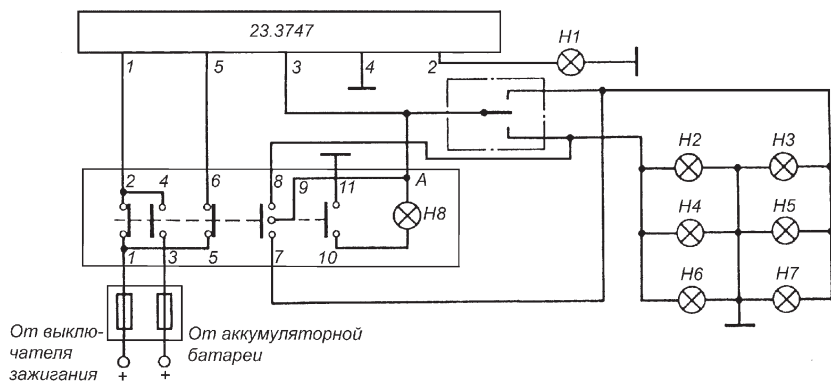 23.3747
H1
1 5 3 4 2
H2 H3
2 4 6 8 9 11 A
H8
H4 H5
1 3 5 7 10
H6 H7
От выклю-
чателя
зажигания
+
От аккумуляторной
батареи
+